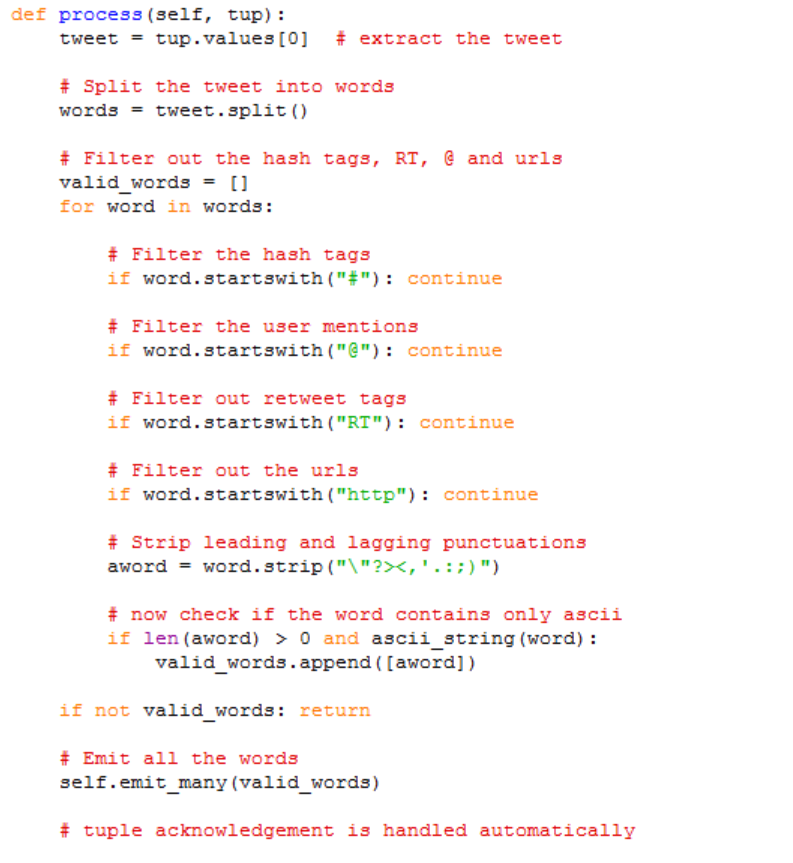 def process(self, tup):
    tweet = tup.values[0]  # extract the tweet

    # Split the tweet into words
    words = tweet.split()

    # Filter out the hash tags, RT, @ and urls
    valid_words = []
    for word in words:

        # Filter the hash tags
        if word.startswith("#"): continue

        # Filter the user mentions
        if word.startswith("@"): continue

        # Filter out retweet tags
        if word.startswith("RT"): continue

        # Filter out the urls
        if word.startswith("http"): continue

        # Strip leading and lagging punctuations
        aword = word.strip("\"?><,'.:;)")

        # now check if the word contains only ascii
        if len(aword) > 0 and ascii_string(word):
            valid_words.append([aword])

    if not valid_words: return

    # Emit all the words
    self.emit_many(valid_words)

    # tuple acknowledgement is handled automatically